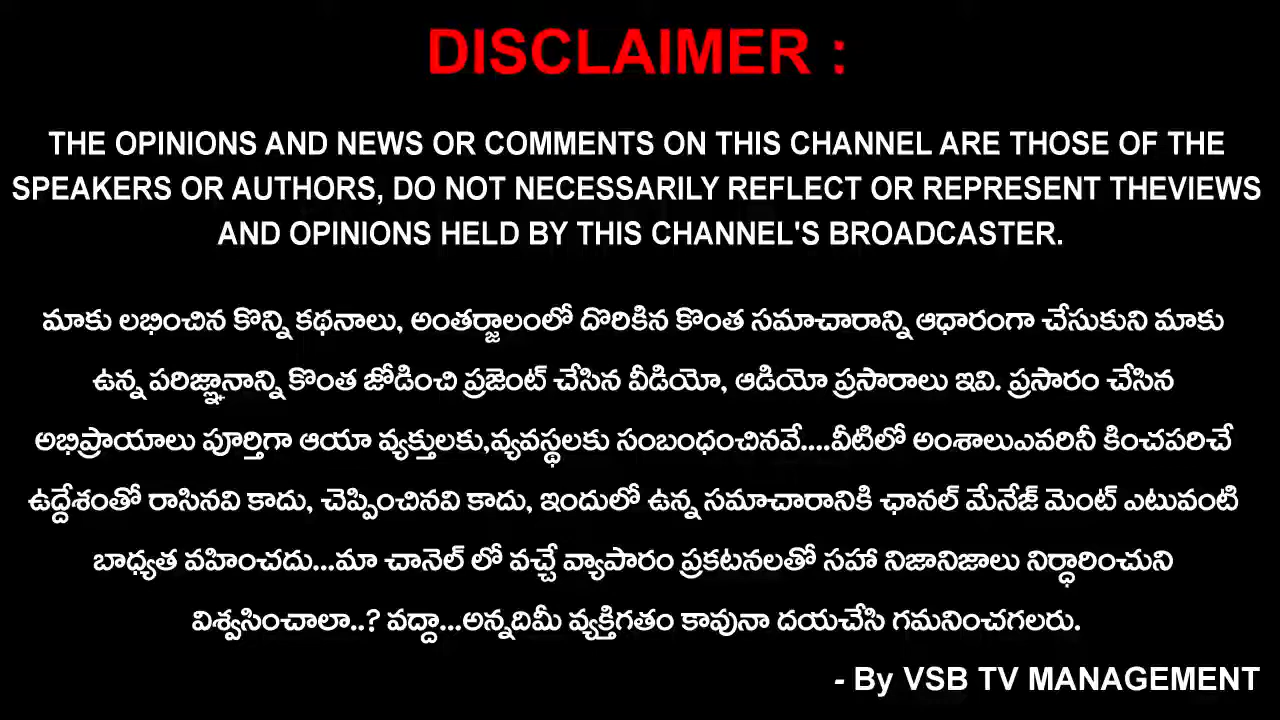 DISCLAIMER :
THE OPINIONS AND NEWS OR COMMENTS ON THIS CHANNEL ARE THOSE OF THE
SPEAKERS OR AUTHORS, DO NOT NECESSARILY REFLECT OR REPRESENT THEVIEWS
AND OPINIONS HELD BY THIS CHANNEL'S BROADCASTER.
మాకు లభించిన కొన్ని కథనాలు, అంతర్జాలంలో దొరికిన కొంత సమాచారాన్ని ఆధారంగా చేసుకుని మాకు
ఉన్న పరిజ్ఞానాన్ని కొంత జోడించి ప్రజెంట్ చేసిన వీడియో, ఆడియో ప్రసారాలు ఇవి. ప్రసారం చేసిన
అభిప్రాయాలు పూర్తిగా ఆయా వ్యక్తులకు,వ్యవస్థలకు సంబంధంచినవే....వీటిలో అంశాలుఎవరినీ కించపరిచే
ఉద్దేశంతో రాసినవి కాదు, చెప్పించినవి కాదు, ఇందులో ఉన్న సమాచారానికి ఛానల్ మేనేజ్ మెంట్ ఎటువంటి
బాధ్యత వహించదు...మా చానెల్ లో వచ్చే వ్యాపారం ప్రకటనలతో సహా నిజానిజాలు నిర్ధారించుని
విశ్వసించాలా..? వద్దా...అన్నదిమీ వ్యక్తిగతం కావునా దయచేసి గమనించగలరు.
- By VSB TV MANAGEMENT